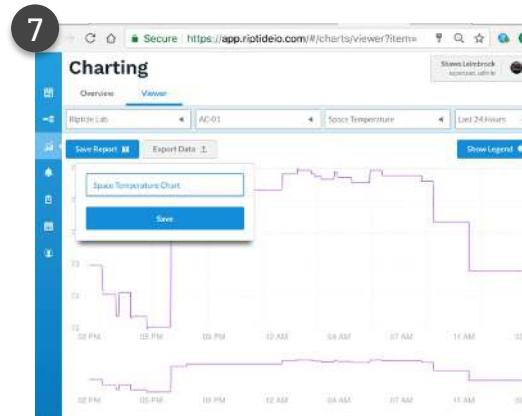 7
Secure https://app.riptideio.com/#/charts/viewer?item=
Charting
Overview Viewer
Riptide Lab AC-01 Space Temperature Last 24 Hours
Save Report Export Data Show Legend
Space Temperature Chart
Save
02 PM 05 PM 09 PM 12 AM 04 AM 07 AM 11 AM
02 PM 05 PM 09 PM 12 AM 04 AM 07 AM 11 AM